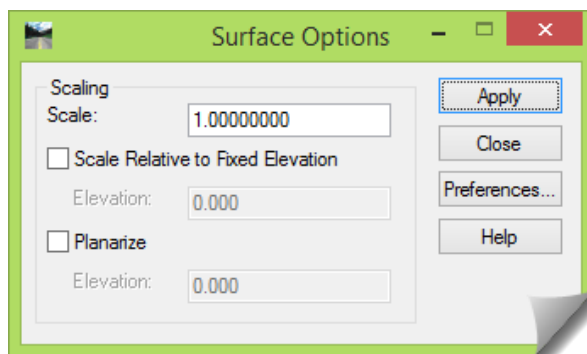 Surface Options
Scaling
Scale: 1.00000000
Scale Relative to Fixed Elevation
Elevation: 0.000
Planarize
Elevation: 0.000
Apply
Close
Preferences...
Help